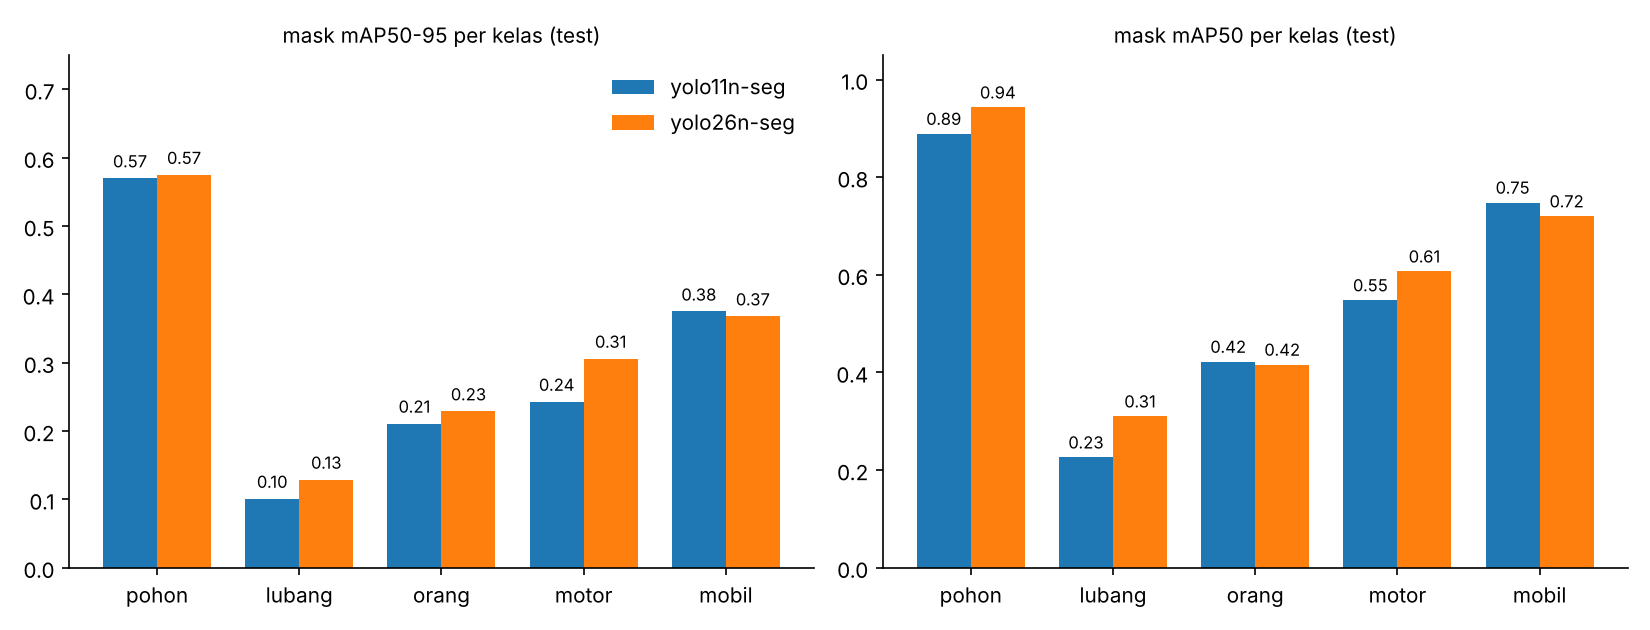 mask mAP50-95 per kelas (test)
yolo11n-seg
yolo26n-seg
0.7
0.6
0.5
0.4
0.3
0.2
0.1
0.0
0.57
0.57
0.10
0.13
0.21
0.23
0.24
0.31
0.38
0.37
pohon
lubang
orang
motor
mobil
mask mAP50 per kelas (test)
1.0
0.8
0.6
0.4
0.2
0.0
0.89
0.94
0.23
0.31
0.42
0.42
0.55
0.61
0.75
0.72
pohon
lubang
orang
motor
mobil